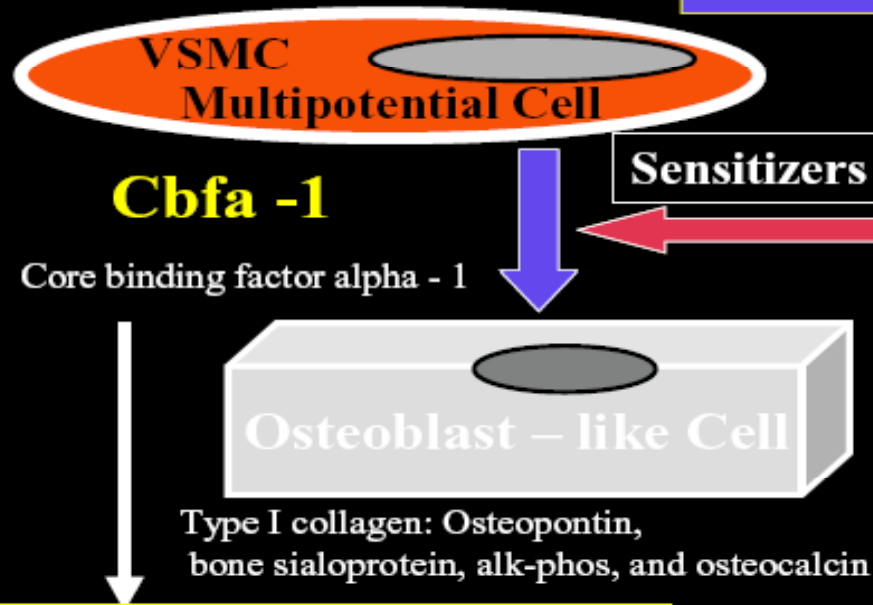 VSMC
Multipotential Cell
Sensitizers
Cbfa -1
Core binding factor alpha - 1
Osteoblast – like Cell
Type I collagen: Osteopontin,
bone sialoprotein, alk-phos, and osteocalcin